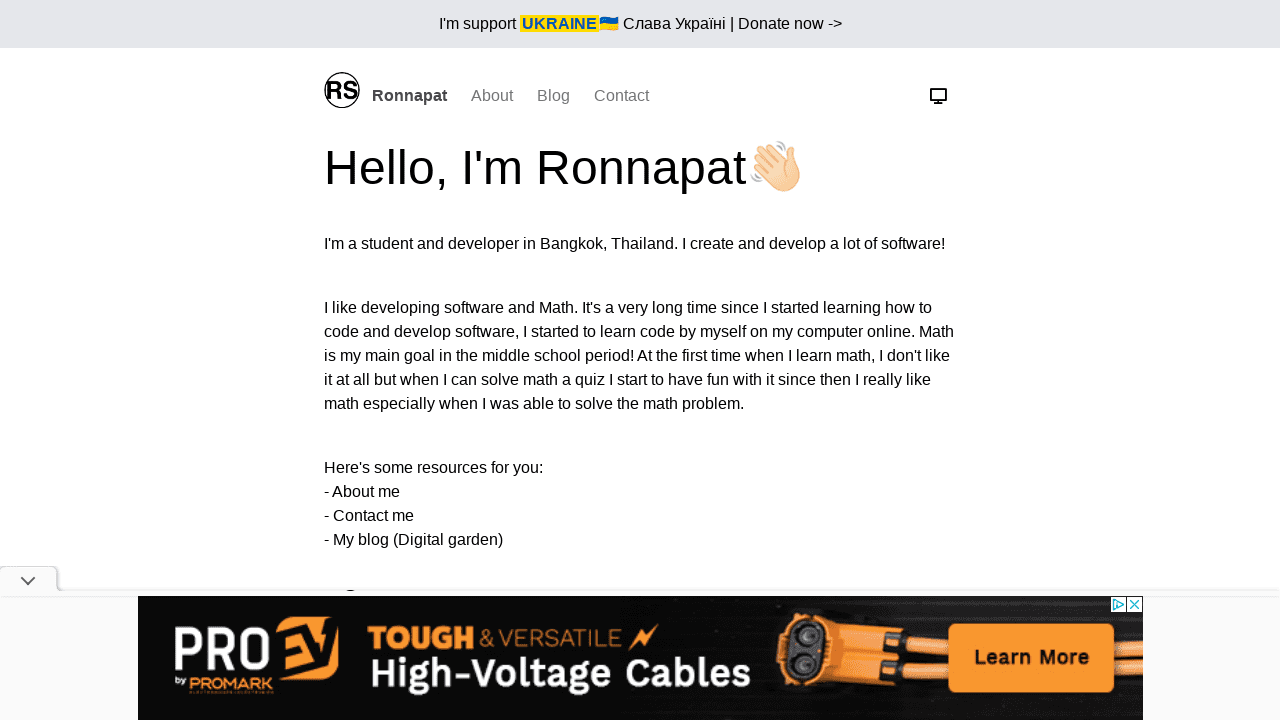 I'm support UKRAINE🇺🇦 Слава Україні | Donate now ->
RS Ronnapat About Blog Contact
Hello, I'm Ronnapat👋🏻
I'm a student and developer in Bangkok, Thailand. I create and develop a lot of software!
I like developing software and Math. It's a very long time since I started learning how to
code and develop software, I started to learn code by myself on my computer online. Math
is my main goal in the middle school period! At the first time when I learn math, I don't like
it at all but when I can solve math a quiz I start to have fun with it since then I really like
math especially when I was able to solve the math problem.
Here's some resources for you:
- About me
- Contact me
- My blog (Digital garden)
PRO EV
by PROMARK
TOUGH & VERSATILE
High-Voltage Cables
Learn More